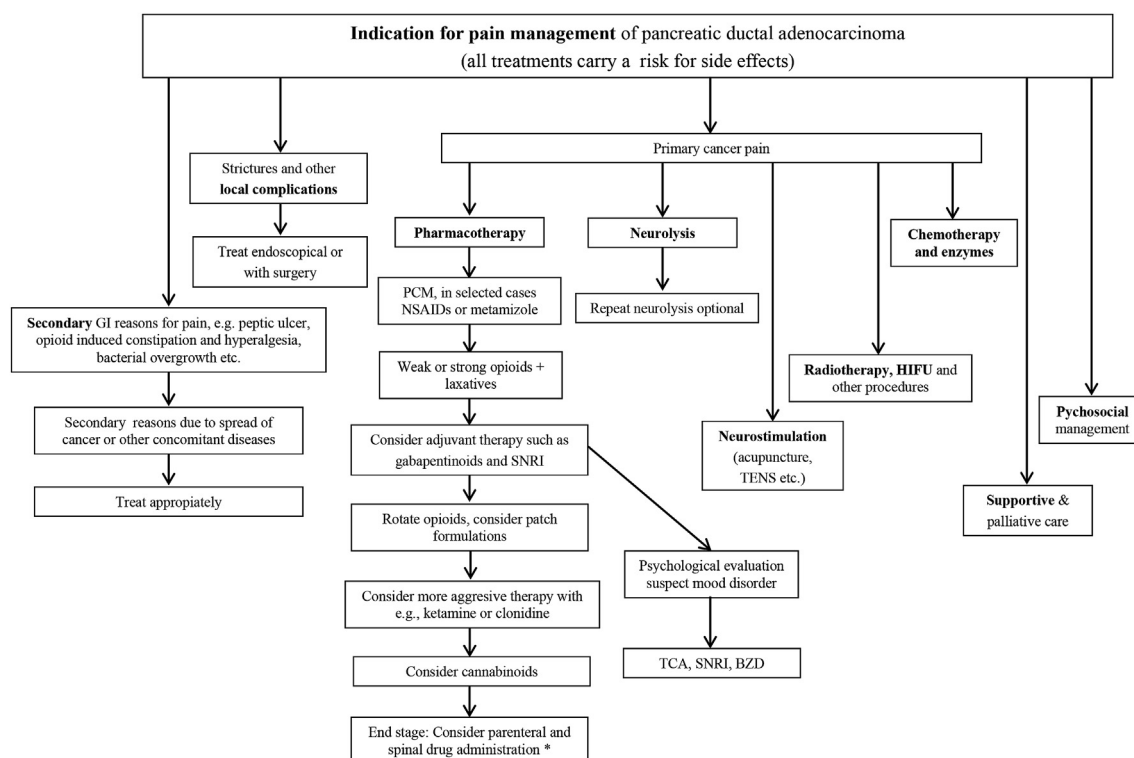 Indication for pain management of pancreatic ductal adenocarcinoma
(all treatments carry a risk for side effects)
Primary cancer pain
Strictures and other
local complications
Treat endoscopical or
with surgery
Secondary GI reasons for pain, e.g. peptic ulcer,
opioid induced constipation and hyperalgesia,
bacterial overgrowth etc.
Secondary reasons due to spread of
cancer or other concomitant diseases
Treat appropiately
Pharmacotherapy
PCM, in selected cases
NSAIDs or metamizole
Weak or strong opioids +
laxatives
Consider adjuvant therapy such as
gabapentinoids and SNRI
Rotate opioids, consider patch
formulations
Consider more aggresive therapy with
e.g., ketamine or clonidine
Consider cannabinoids
End stage: Consider parenteral and
spinal drug administration *
Psychological evaluation
suspect mood disorder
TCA, SNRI, BZD
Neurolysis
Repeat neurolysis optional
Neurostimulation
(acupuncture,
TENS etc.)
Radiotherapy, HIFU and
other procedures
Chemotherapy
and enzymes
Supportive &
palliative care
Pychosocial
management